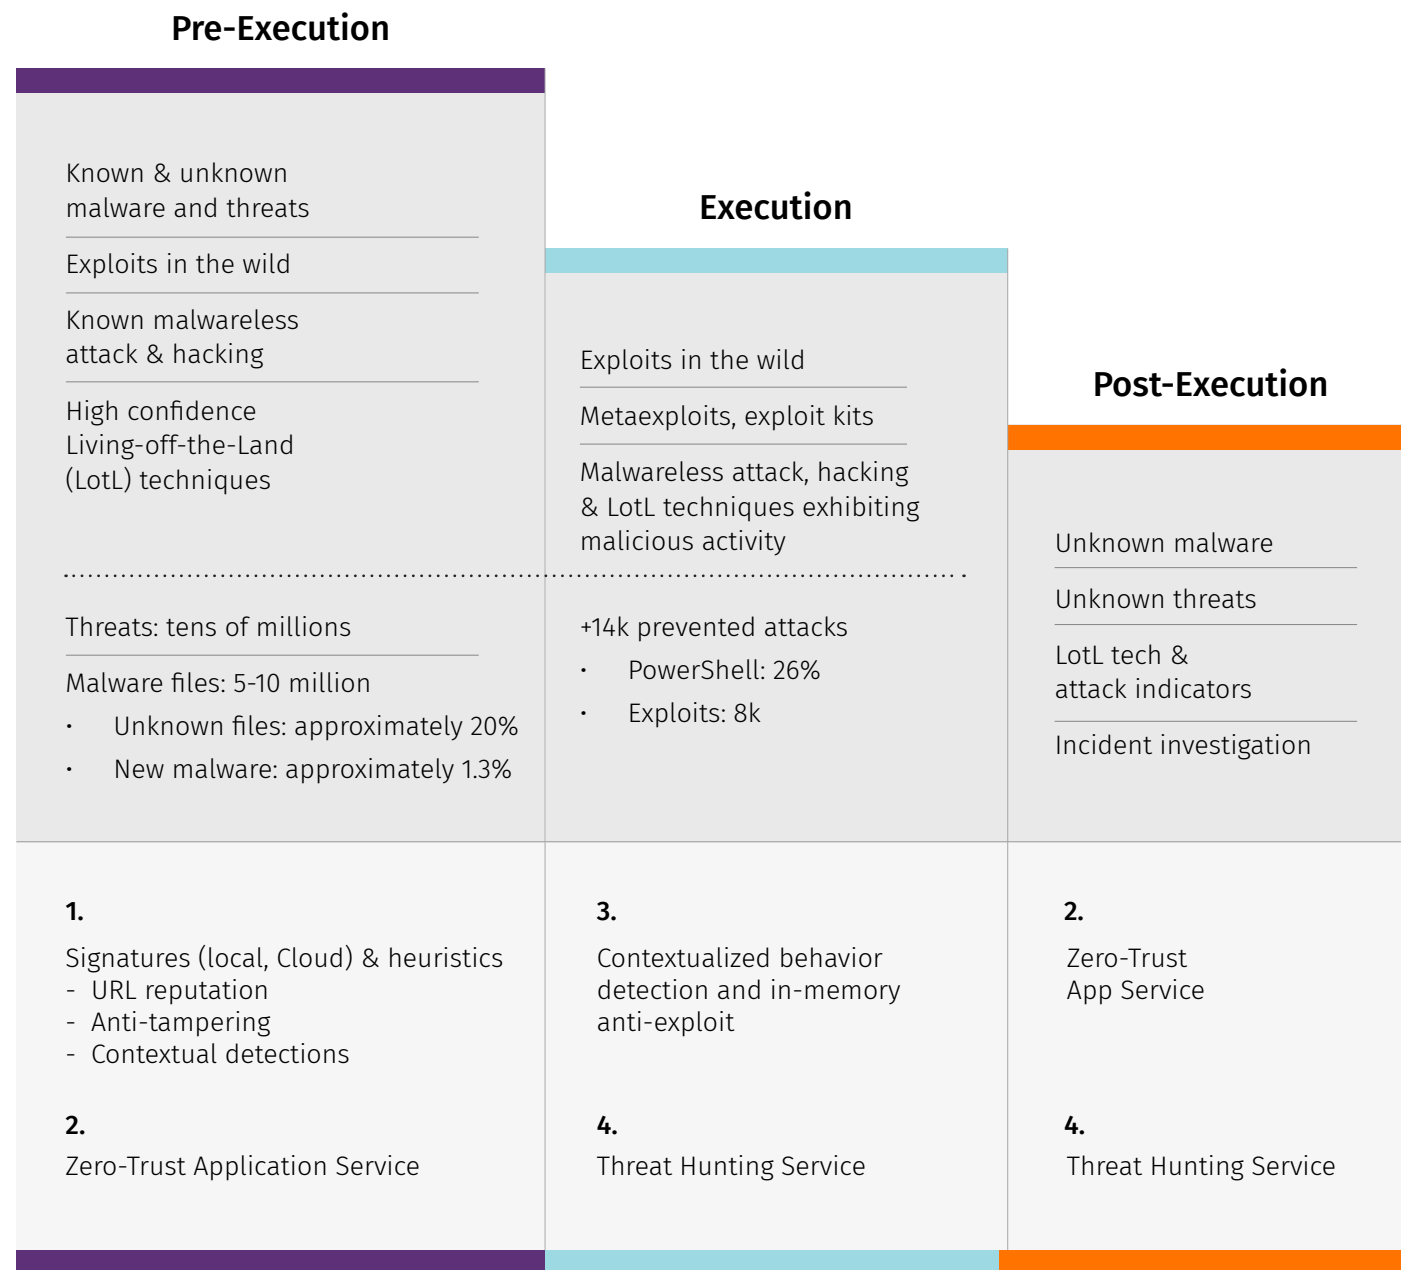 Pre-Execution
Known & unknown
malware and threats
Exploits in the wild
Known malwareless
attack & hacking
High confidence
Living-off-the-Land
(LotL) techniques
Threats: tens of millions
Malware files: 5-10 million
· Unknown files: approximately 20%
· New malware: approximately 1.3%
1.
Signatures (local, Cloud) & heuristics
- URL reputation
- Anti-tampering
- Contextual detections
2.
Zero-Trust Application Service
Execution
Exploits in the wild
Metaexploits, exploit kits
Malwareless attack, hacking
& LotL techniques exhibiting
malicious activity
+14k prevented attacks
· PowerShell: 26%
· Exploits: 8k
3.
Contextualized behavior
detection and in-memory
anti-exploit
4.
Threat Hunting Service
Post-Execution
Unknown malware
Unknown threats
LotL tech &
attack indicators
Incident investigation
2.
Zero-Trust
App Service
4.
Threat Hunting Service